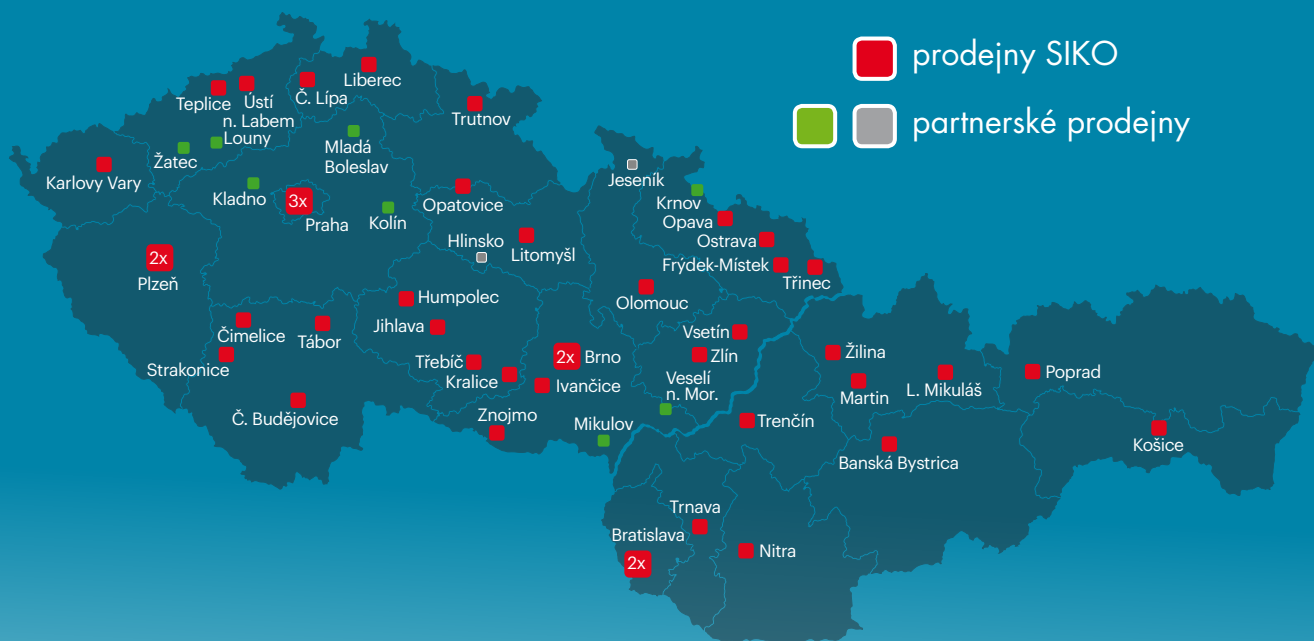 prodejny SIKO
partnerské prodejny
Liberec
Teplice
Ústí
n. Labem
Č. Lípa
Trutnov
Louny
Žatec
Mladá
Boleslav
Karlovy Vary
Kladno
3x
Praha
Kolín
Opatovice
Jeseník
Krnov
Opava
Ostrava
Hlinsko
Litomyšl
Frýdek-Místek
Třinec
2x
Plzeň
Olomouc
Humpolec
Jihlava
Čimelice
Tábor
Strakonice
Vsetín
Zlín
Třebíč
Kralice
2x
Brno
Ivančice
Veselí
n. Mor.
Č. Budějovice
Znojmo
Mikulov
Žilina
Martin
L. Mikuláš
Poprad
Trenčín
Košice
Banská Bystrica
Trnava
Bratislava
2x
Nitra